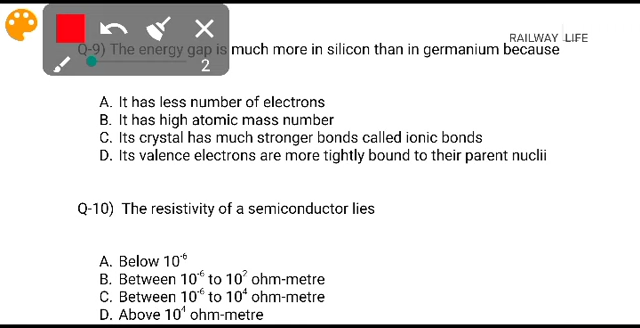 RAILWAY LIFE
Q-9) The energy gap is much more in silicon than in germanium because
2
A. It has less number of electrons
B. It has high atomic mass number
C. Its crystal has much stronger bonds called ionic bonds
D. Its valence electrons are more tightly bound to their parent nuclii
Q-10) The resistivity of a semiconductor lies
A. Below 10⁻⁶
B. Between 10⁻⁶ to 10² ohm-metre
C. Between 10⁻⁶ to 10⁴ ohm-metre
D. Above 10⁴ ohm-metre